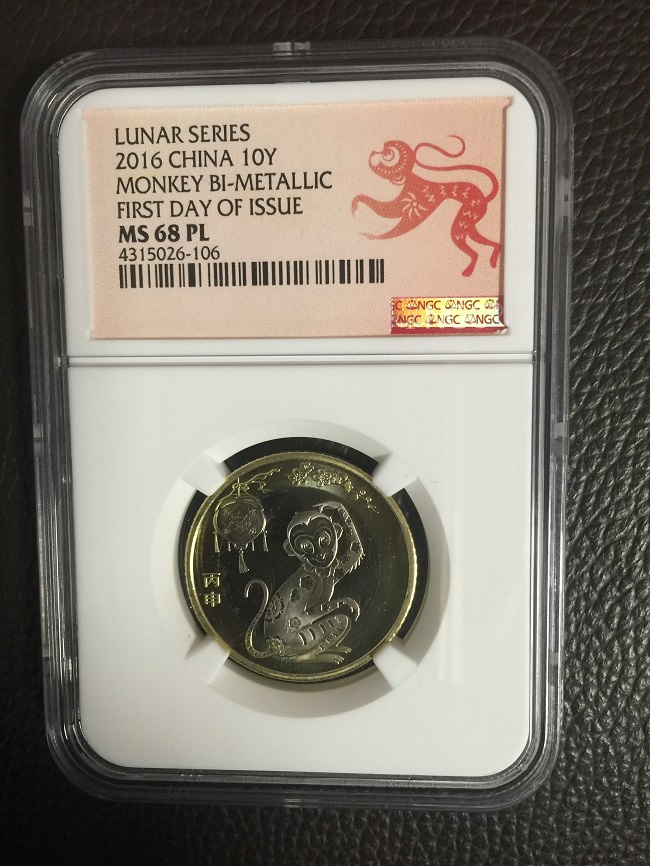 LUNAR SERIES
2016 CHINA 10Y
MONKEY BI-METALLIC
FIRST DAY OF ISSUE
MS 68 PL
4315026-106
GC NGC NGC
NGC NGC NGC
丙
申